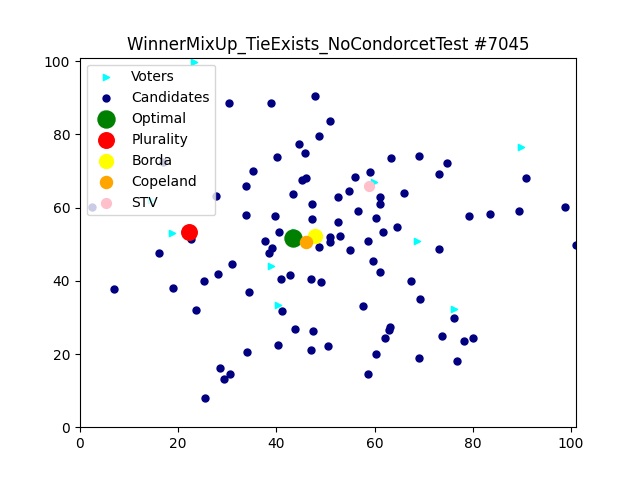 WinnerMixUp_TieExists_NoCondorcetTest #7045
Voters
Candidates
Optimal
Plurality
Borda
Copeland
STV
100
80
60
40
20
0
0 20 40 60 80 100